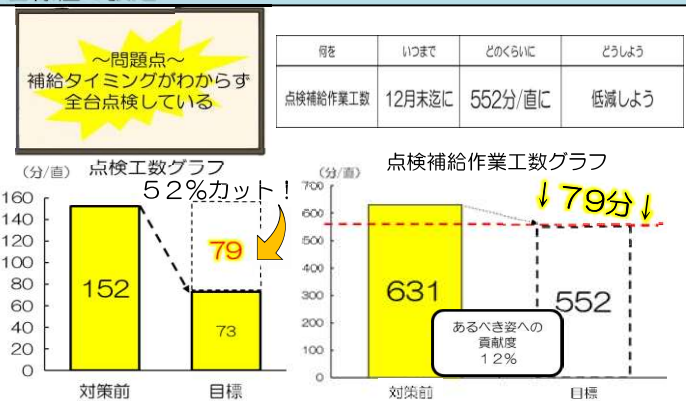 ～問題点～
補給タイミングがわからず
全台点検している
何を いつまで どのくらいに どうしよう
点検補給作業工数 12月末迄に 552分/直に 低減しよう
（分/直） 点検工数グラフ
５２％カット！
160
140
120
100
80
60
40
20
0
79
152
73
対策前 目標
点検補給作業工数グラフ
（分/直）
700
600
500
400
300
200
100
0
↓79分↓
631
552
あるべき姿への
貢献度
１２％
対策前 目標